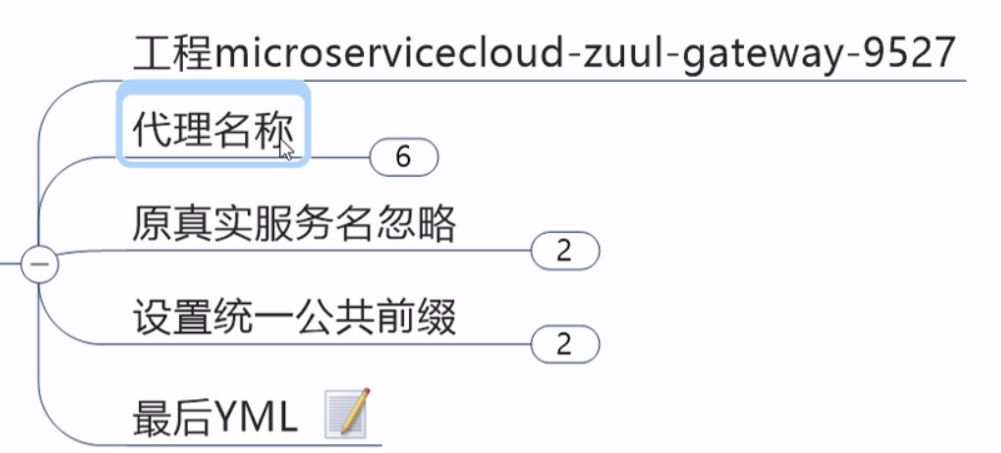 工程microservicecloud-zuul-gateway-9527
代理名称
6
原真实服务名忽略
2
设置统一公共前缀
2
最后YML